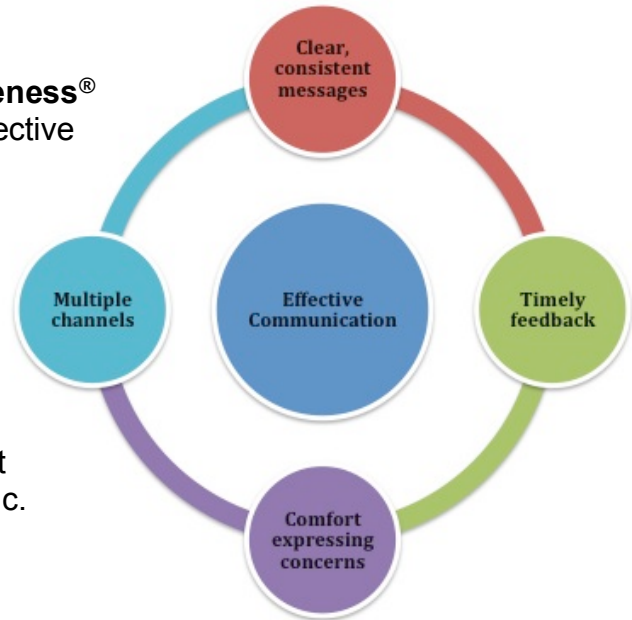 eness®
ective
t
c.
Clear,
consistent
messages
Multiple
channels
Effective
Communication
Timely
feedback
Comfort
expressing
concerns